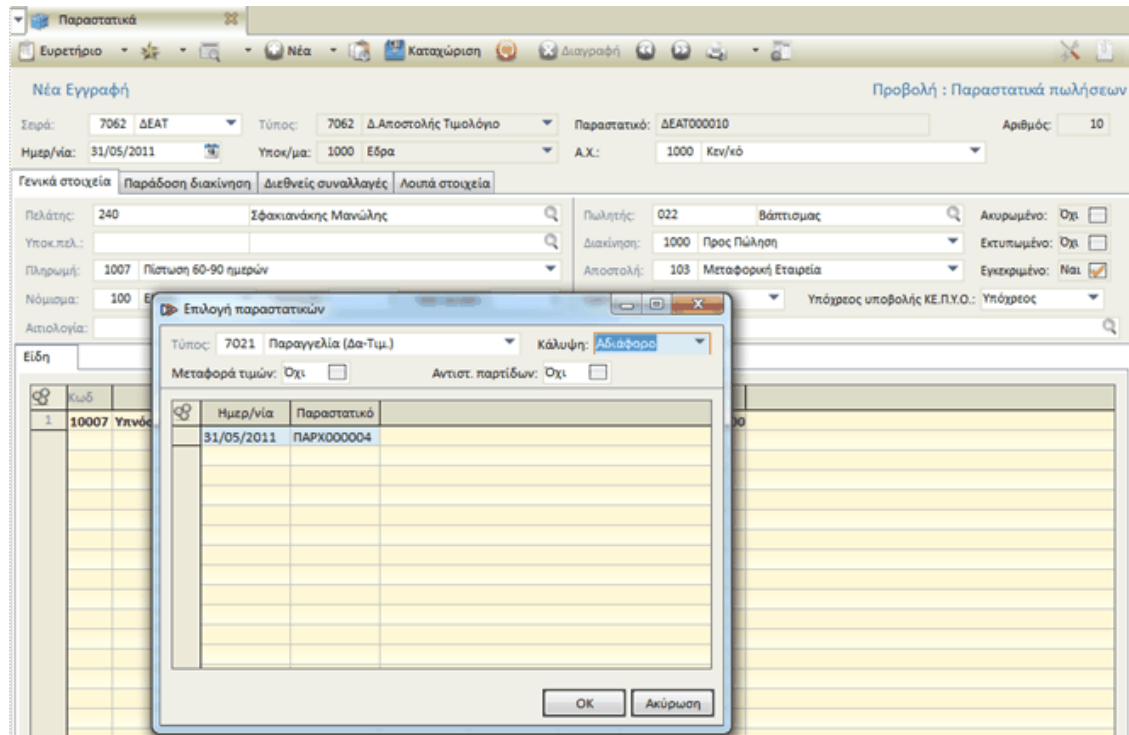 Παραστατικά
Ευρετήριο Νέα Καταχώριση Διαγραφή
Νέα Εγγραφή Προβολή : Παραστατικά πωλήσεων
Σειρά: 7062 ΔΕΑΤ Τύπος: 7062 Δ.Αποστολής Τιμολόγιο Παραστατικό: ΔΕΑΤ000010 Αριθμός: 10
Ημερ/νία: 31/05/2011 Υποκ/μα: 1000 Εδρα Α.Χ.: 1000 Κεν/κό
Γενικά στοιχεία Παράδοση διακίνηση Διεθνείς συναλλαγές Λοιπά στοιχεία
Πελάτης: 240 Σφακιανάκης Μανώλης Πωλητής: 022 Βάπτισμας Ακυρωμένο: Όχι
Υποκ.πελ.: Διακίνηση: 1000 Προς Πώληση Εκτυπωμένο: Όχι
Πληρωμή: 1007 Πίστωση 60-90 ημερών Αποστολή: 103 Μεταφορική Εταιρεία Εγκεκριμένο: Ναι
Νόμισμα: 100 Υπόχρεος υποβολής ΚΕ.Π.Υ.Ο.: Υπόχρεος
Αιτιολογία:
Είδη
Κωδ
1 10007 Υπνό
00
Επιλογή παραστατικών
Τύπος: 7021 Παραγγελία (Δα-Τιμ.) Κάλυψη: Αδιάφορο
Μεταφορά τιμών: Όχι Αντιστ. παρτίδων: Όχι
Ημερ/νία Παραστατικό
31/05/2011 ΠΑΡΧ000004
OK Ακύρωση